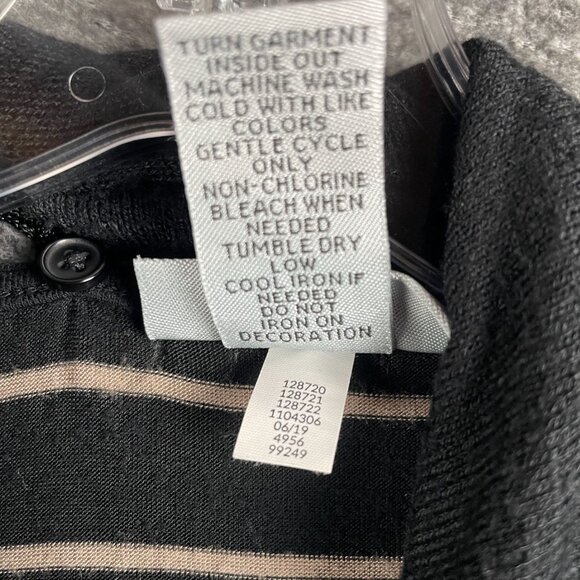 TURN GARMENT
INSIDE OUT
MACHINE WASH
COLD WITH LIKE
COLORS
GENTLE CYCLE
ONLY
NON-CHLORINE
BLEACH WHEN
NEEDED
TUMBLE DRY
LOW
COOL IRON IF
NEEDED
DO NOT
IRON ON
DECORATION
128720
128721
128722
1104306
06/19
4956
99249